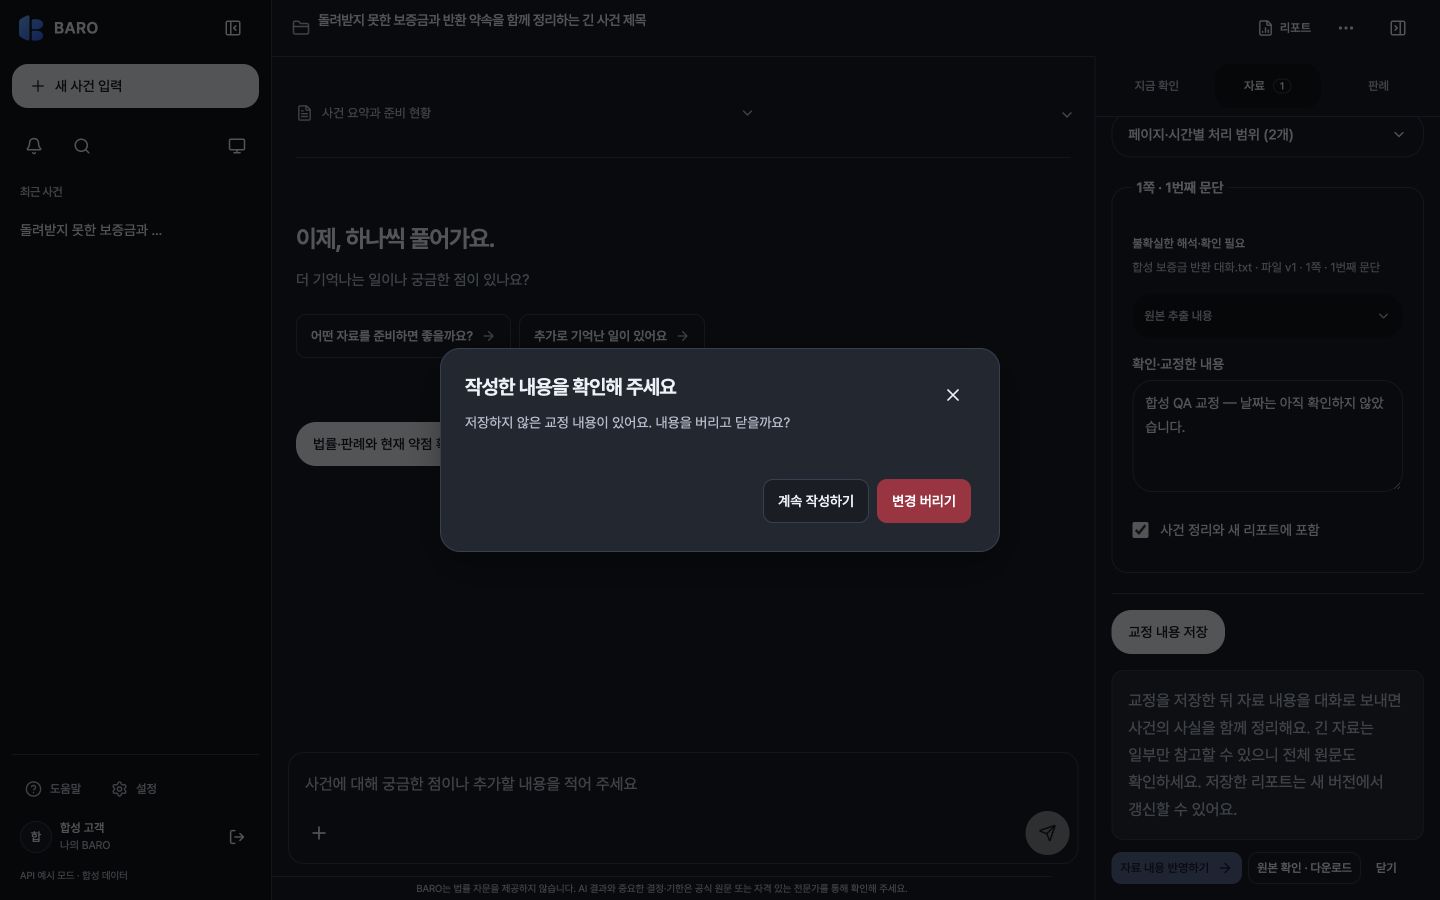 BARO
새 사건 입력
최근 사건
돌려받지 못한 보증금과 ...
도움말
설정
합
합성 고객
나의 BARO
API 예시 모드 · 합성 데이터
돌려받지 못한 보증금과 반환 약속을 함께 정리하는 긴 사건 제목
리포트
사건 요약과 준비 현황
이제, 하나씩 풀어가요.
더 기억나는 일이나 궁금한 점이 있나요?
어떤 자료를 준비하면 좋을까요?
추가로 기억난 일이 있어요
법률·판례와 현재 약점
작성한 내용을 확인해 주세요
저장하지 않은 교정 내용이 있어요. 내용을 버리고 닫을까요?
계속 작성하기
변경 버리기
사건에 대해 궁금한 점이나 추가할 내용을 적어 주세요
BARO는 법률 자문을 제공하지 않습니다. AI 결과와 중요한 결정·기한은 공식 원문 또는 자격 있는 전문가를 통해 확인해 주세요.
지금 확인
자료 1
판례
페이지·시간별 처리 범위 (2개)
1쪽 · 1번째 문단
불확실한 해석·확인 필요
합성 보증금 반환 대화.txt · 파일 v1 · 1쪽 · 1번째 문단
원본 추출 내용
확인·교정한 내용
합성 QA 교정 — 날짜는 아직 확인하지 않았
습니다.
사건 정리와 새 리포트에 포함
교정 내용 저장
교정을 저장한 뒤 자료 내용을 대화로 보내면
사건의 사실을 함께 정리해요. 긴 자료는
일부만 참고할 수 있으니 전체 원문도
확인하세요. 저장한 리포트는 새 버전에서
갱신할 수 있어요.
자료 내용 반영하기
원본 확인 · 다운로드
닫기